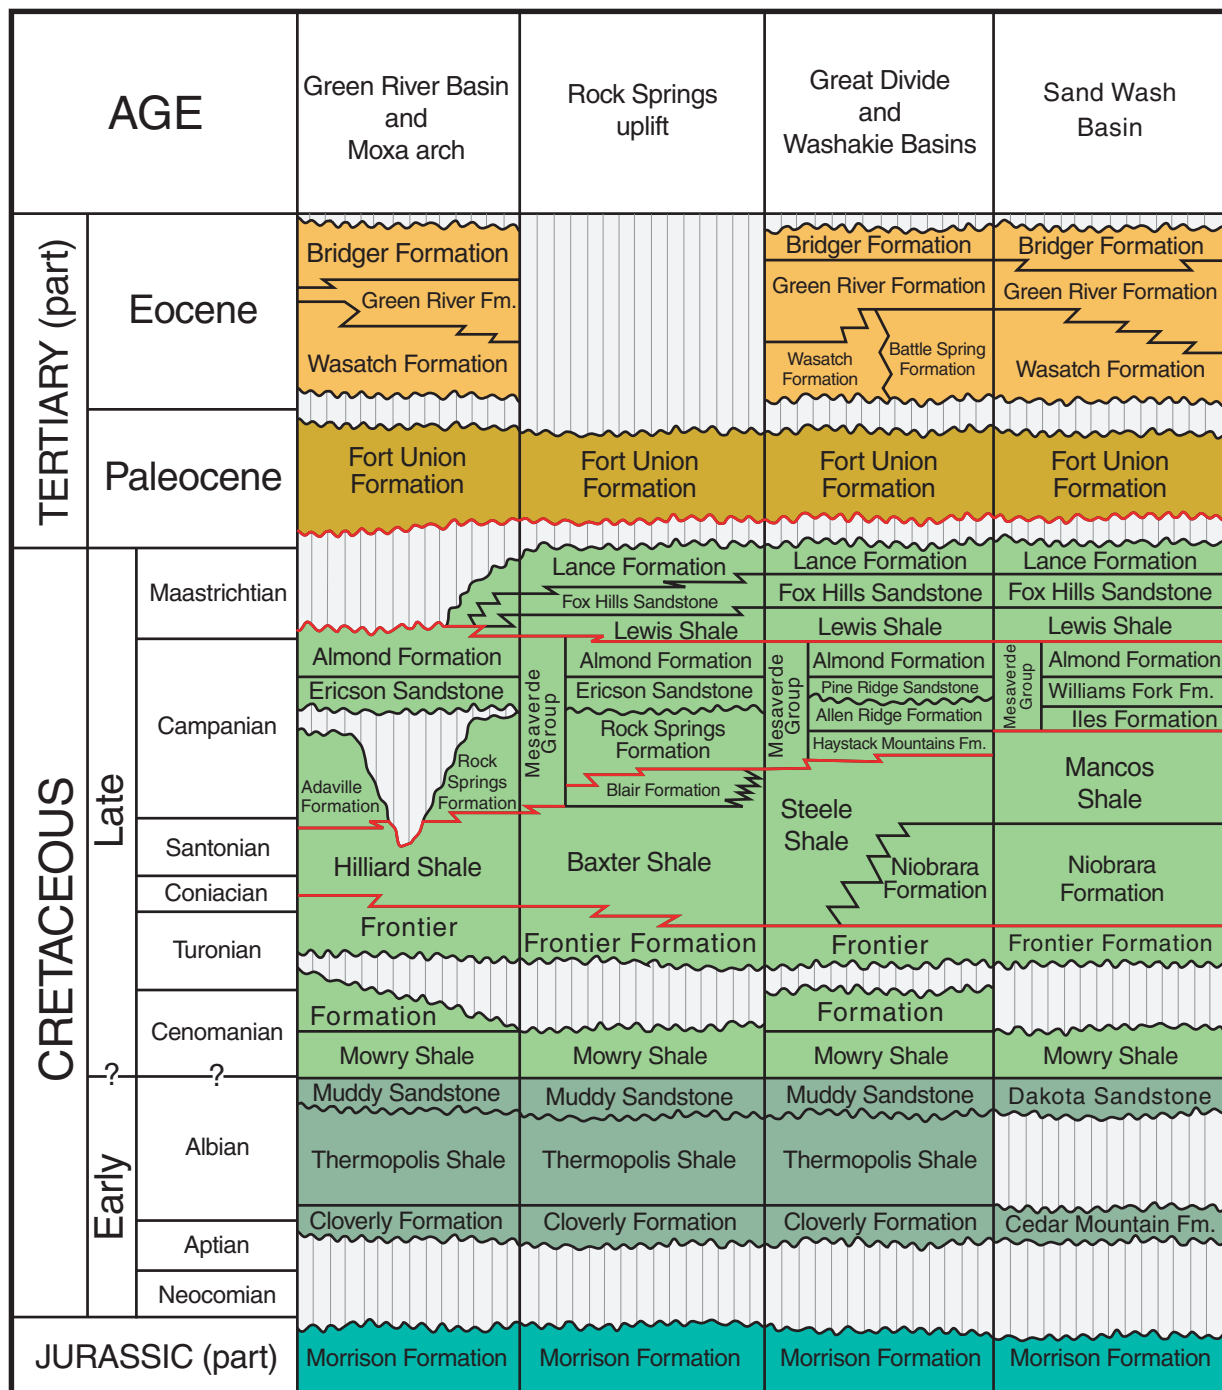 AGE
Green River Basin
and
Moxa arch
Rock Springs
uplift
Great Divide
and
Washakie Basins
Sand Wash
Basin
TERTIARY (part)
Eocene
Paleocene
CRETACEOUS
Late
Early
?
?
Maastrichtian
Campanian
Santonian
Coniacian
Turonian
Cenomanian
Albian
Aptian
Neocomian
JURASSIC (part)
Bridger Formation
Green River Fm.
Wasatch Formation
Fort Union
Formation
Almond Formation
Ericson Sandstone
Adaville
Formation
Rock
Springs
Formation
Hilliard Shale
Frontier
Formation
Mowry Shale
Muddy Sandstone
Thermopolis Shale
Cloverly Formation
Morrison Formation
Fort Union
Formation
Lance Formation
Fox Hills Sandstone
Lewis Shale
Mesaverde
Group
Almond Formation
Ericson Sandstone
Rock Springs
Formation
Blair Formation
Baxter Shale
Frontier Formation
Mowry Shale
Muddy Sandstone
Thermopolis Shale
Cloverly Formation
Morrison Formation
Bridger Formation
Green River Formation
Wasatch
Formation
Battle Spring
Formation
Fort Union
Formation
Lance Formation
Fox Hills Sandstone
Lewis Shale
Mesaverde
Group
Almond Formation
Pine Ridge Sandstone
Allen Ridge Formation
Haystack Mountains Fm.
Steele
Shale
Niobrara
Formation
Frontier
Formation
Mowry Shale
Muddy Sandstone
Thermopolis Shale
Cloverly Formation
Morrison Formation
Bridger Formation
Green River Formation
Wasatch Formation
Fort Union
Formation
Lance Formation
Fox Hills Sandstone
Lewis Shale
Mesaverde
Group
Almond Formation
Williams Fork Fm.
Iles Formation
Mancos
Shale
Niobrara
Formation
Frontier Formation
Mowry Shale
Dakota Sandstone
Cedar Mountain Fm.
Morrison Formation